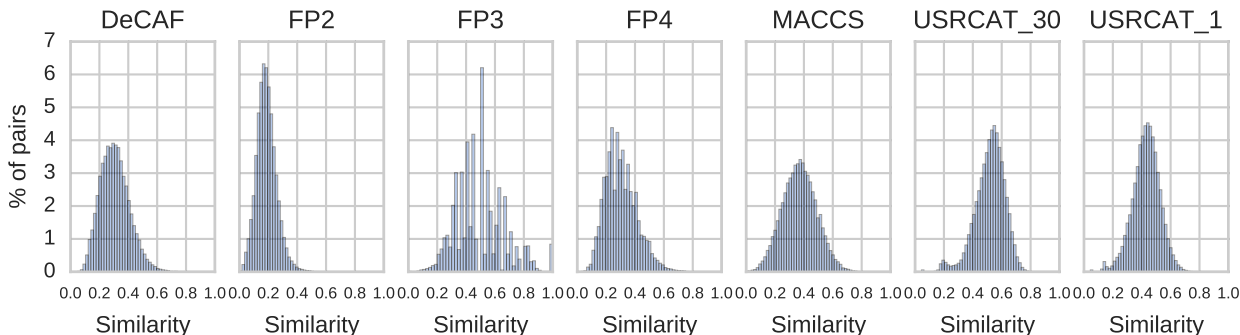 DeCAF FP2 FP3 FP4 MACCS USRCAT_30 USRCAT_1
7
6
5
4
3
2
1
0
% of pairs
0.0 0.2 0.4 0.6 0.8 1.0 0.0 0.2 0.4 0.6 0.8 1.0 0.0 0.2 0.4 0.6 0.8 1.0 0.0 0.2 0.4 0.6 0.8 1.0 0.0 0.2 0.4 0.6 0.8 1.0 0.0 0.2 0.4 0.6 0.8 1.0 0.0 0.2 0.4 0.6 0.8 1.0
Similarity Similarity Similarity Similarity Similarity Similarity Similarity